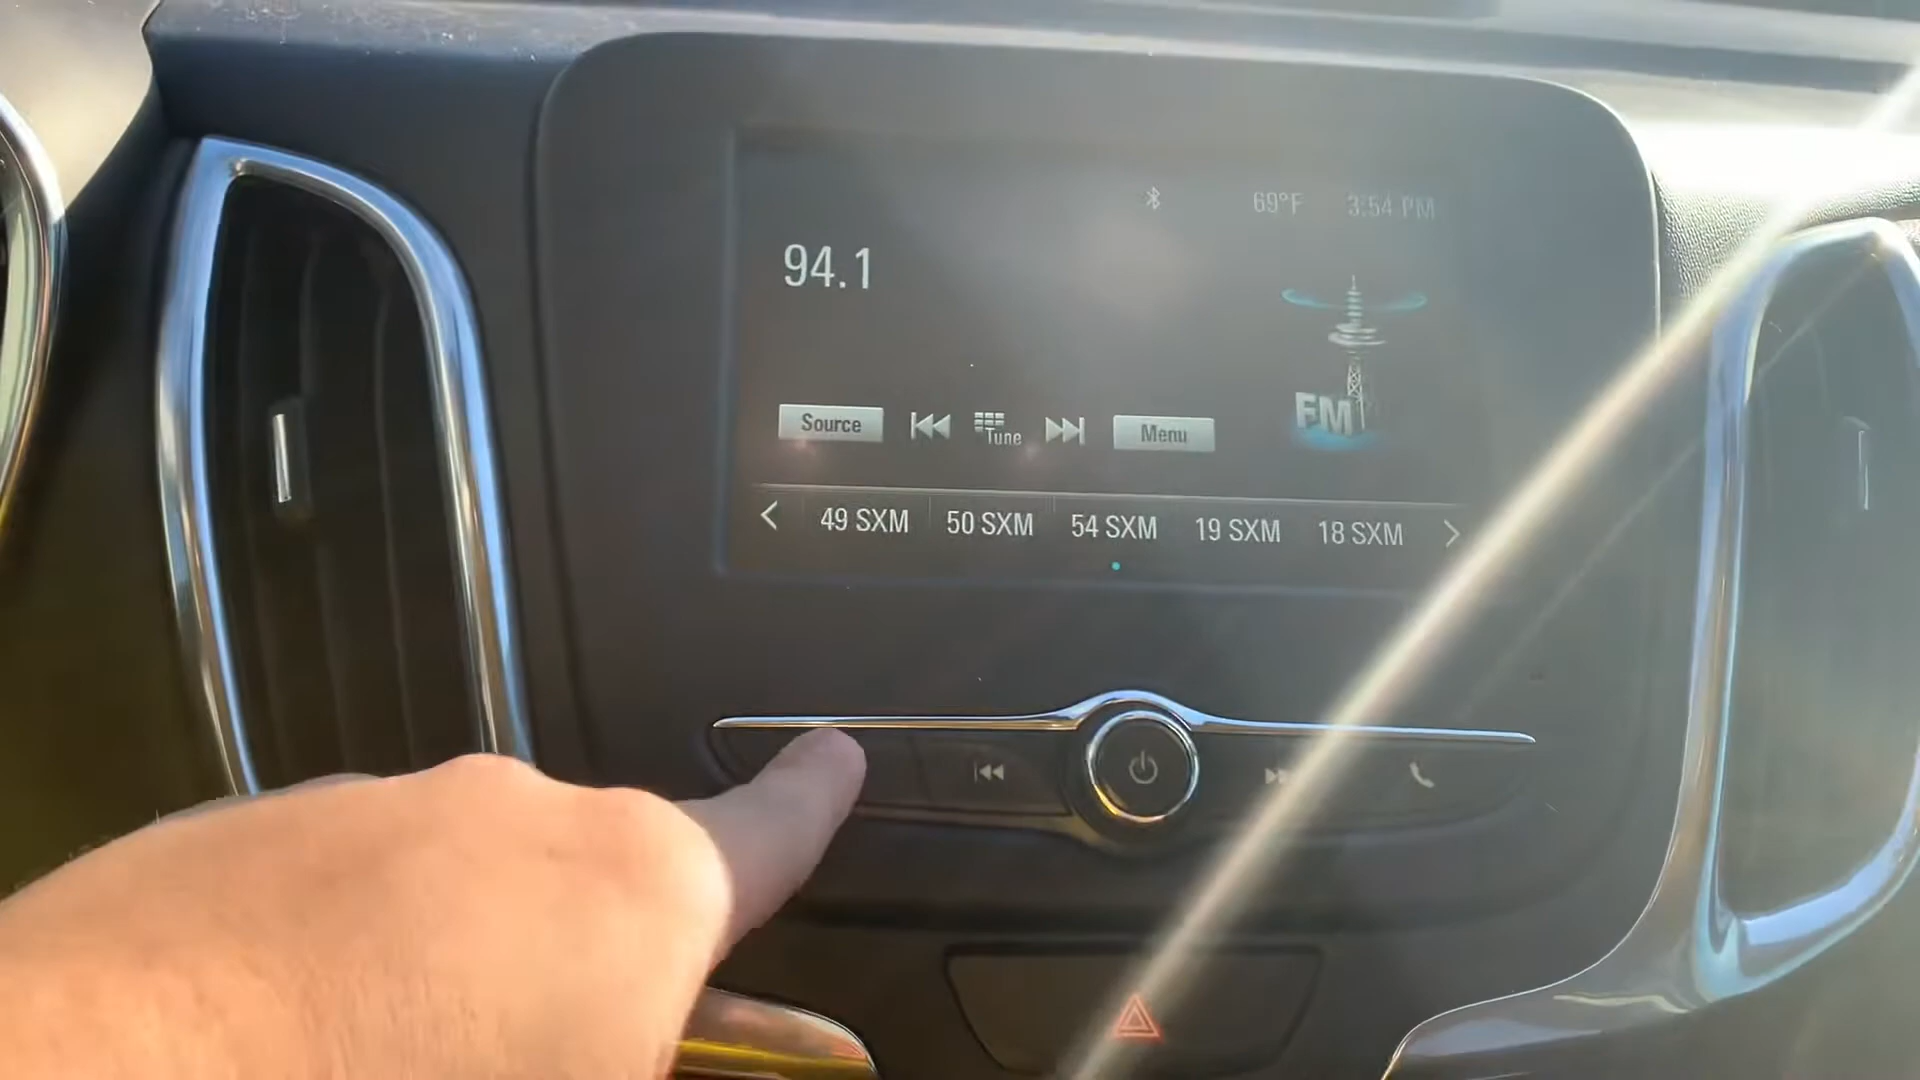 69°F 3:54 PM
94.1
FM
Source Tune Menu
49 SXM 50 SXM 54 SXM 19 SXM 18 SXM